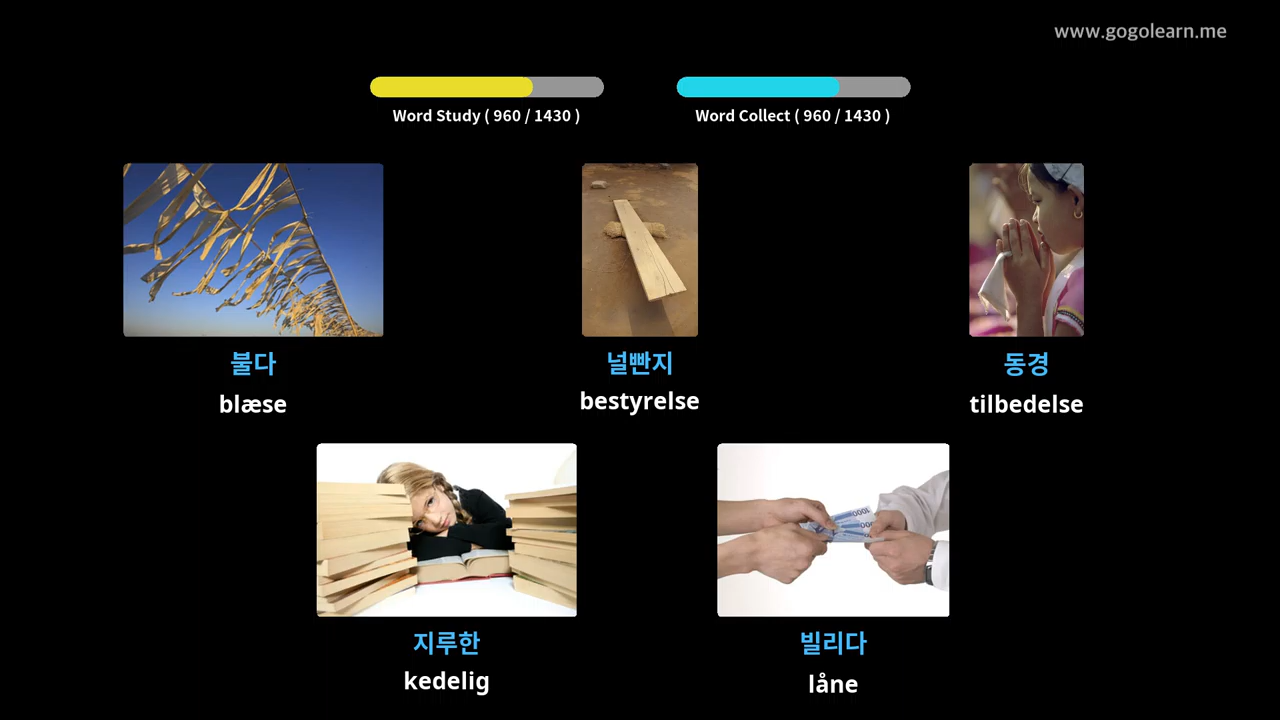 www.gogolearn.me
Word Study ( 960 / 1430 )
Word Collect ( 960 / 1430 )
불다
blæse
널빤지
bestyrelse
동경
tilbedelse
지루한
kedelig
빌리다
låne